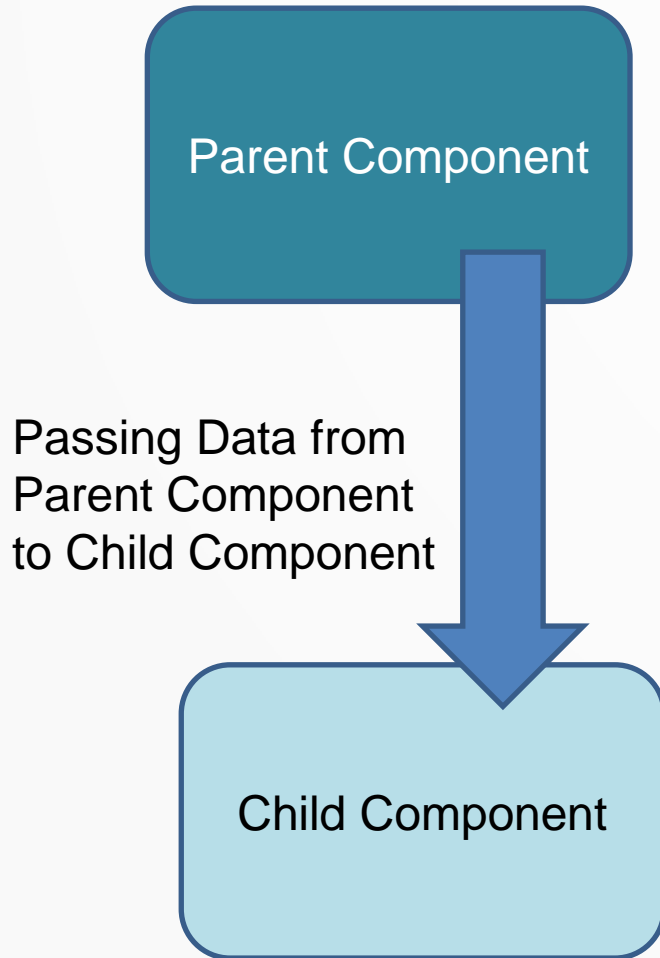 Parent Component
Passing Data from
Parent Component
to Child Component
Child Component